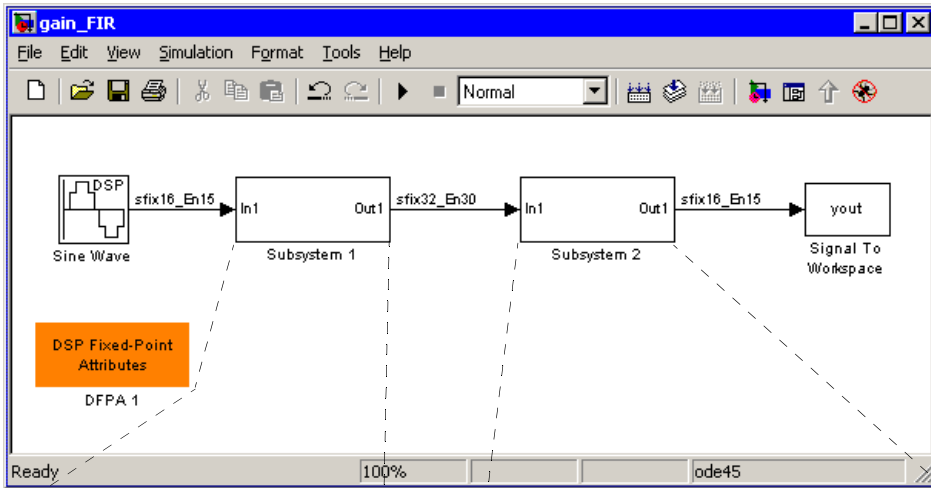 gain_FIR
File Edit View Simulation Format Tools Help
Normal
DSP
sfix16_En15
In1 Out1
sfix32_En30
In1 Out1
sfix16_En15
yout
Sine Wave
Subsystem 1
Subsystem 2
Signal To
Workspace
DSP Fixed-Point
Attributes
DFPA 1
Ready 100% ode45